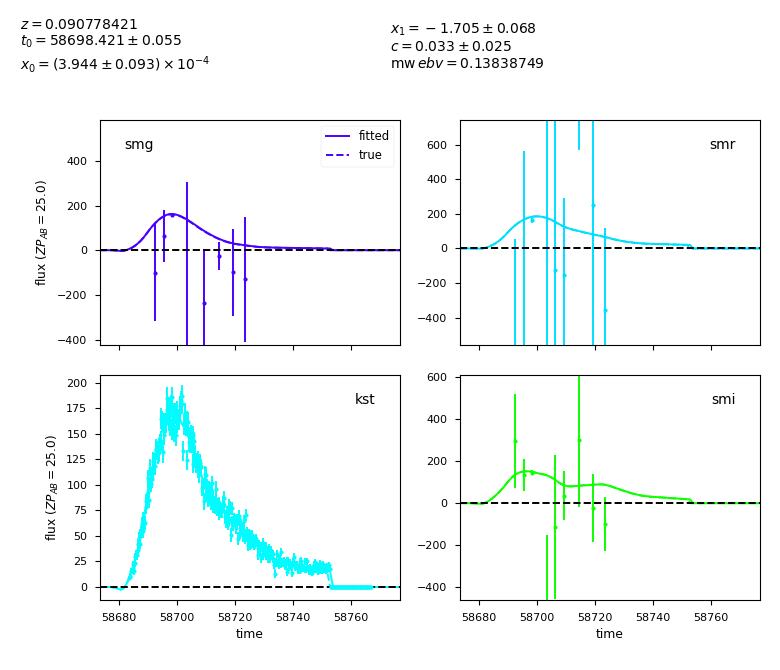 z = 0.090778421
t₀ = 58698.421 ± 0.055
x₀ = (3.944 ± 0.093) × 10⁻⁴
x₁ = −1.705 ± 0.068
c = 0.033 ± 0.025
mw ebv = 0.13838749
smg
fitted
true
400
200
0
−200
−400
flux (ZP_AB = 25.0)
smr
600
400
200
0
−200
−400
kst
200
175
150
125
100
75
50
25
0
flux (ZP_AB = 25.0)
58680 58700 58720 58740 58760
time
smi
600
400
200
0
−200
−400
58680 58700 58720 58740 58760
time